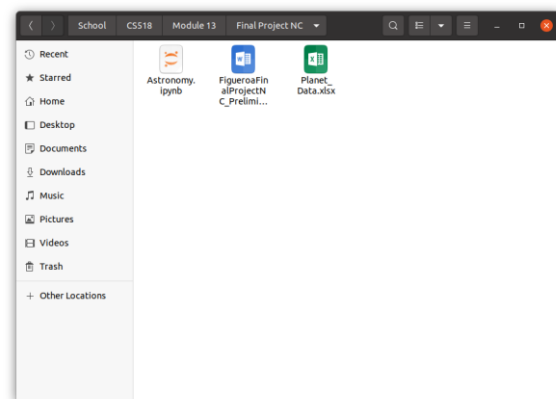 School CS518 Module 13 Final Project NC
Recent
Starred
Home
Desktop
Documents
Downloads
Music
Pictures
Videos
Trash
Other Locations
Astronomy.
ipynb
FigueroaFin
alProjectN
C_Prelimi...
Planet_
Data.xlsx